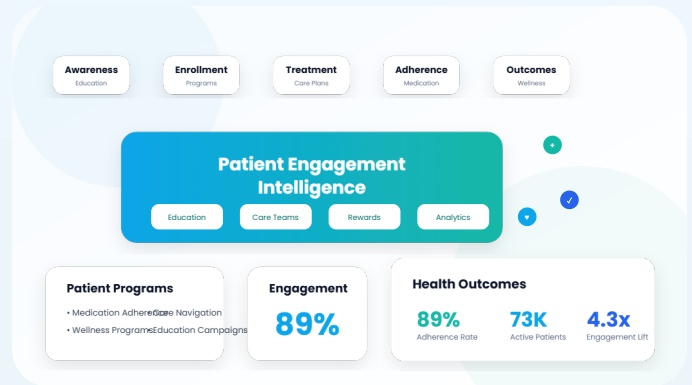 Awareness
Education
Enrollment
Programs
Treatment
Care Plans
Adherence
Medication
Outcomes
Wellness
Patient Engagement
Intelligence
Education
Care Teams
Rewards
Analytics
Patient Programs
• Medication Adherence
• Care Navigation
• Wellness Programs
• Education Campaigns
Engagement
89%
Health Outcomes
89%
Adherence Rate
73K
Active Patients
4.3x
Engagement Lift